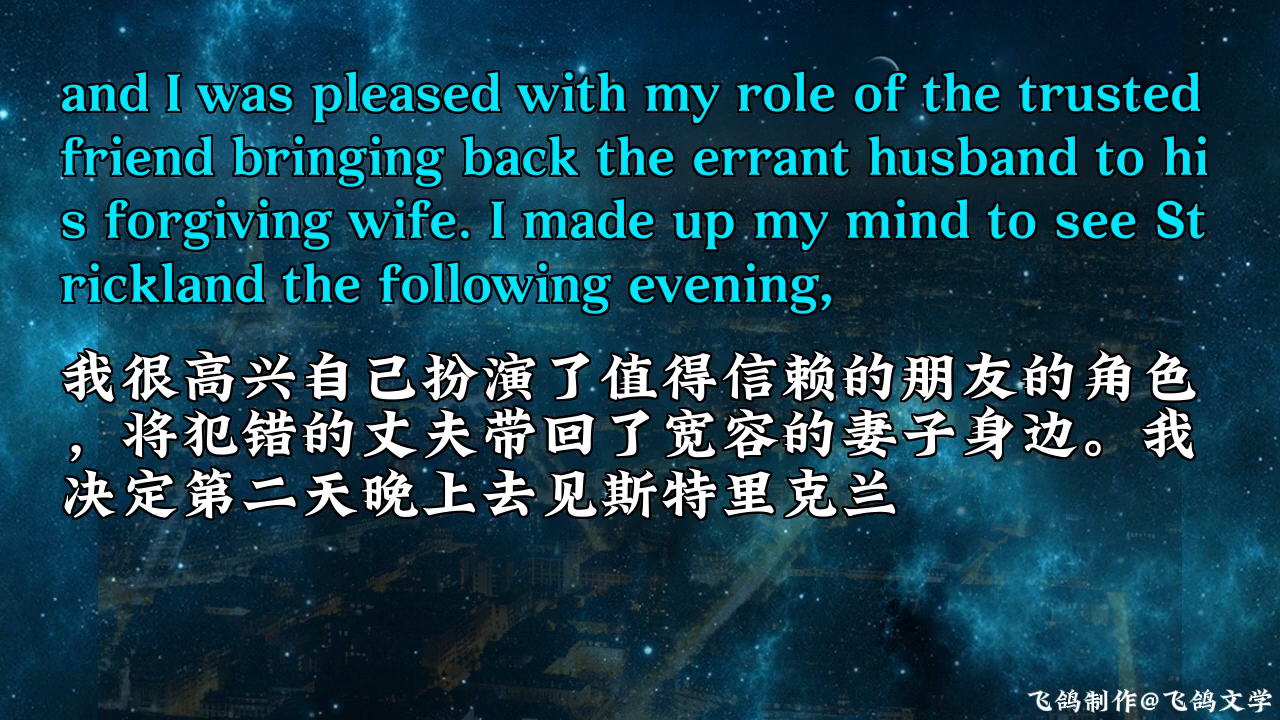 and I was pleased with my role of the trusted
friend bringing back the errant husband to hi
s forgiving wife. I made up my mind to see St
rickland the following evening,
我很高兴自己扮演了值得信赖的朋友的角色
，将犯错的丈夫带回了宽容的妻子身边。我
决定第二天晚上去见斯特里克兰
飞鸽制作@飞鸽文学